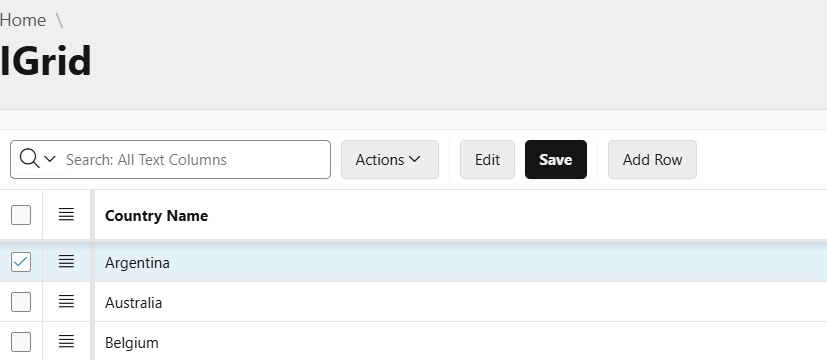 Home \
IGrid
Search: All Text Columns
Actions
Edit
Save
Add Row
Country Name
Argentina
Australia
Belgium